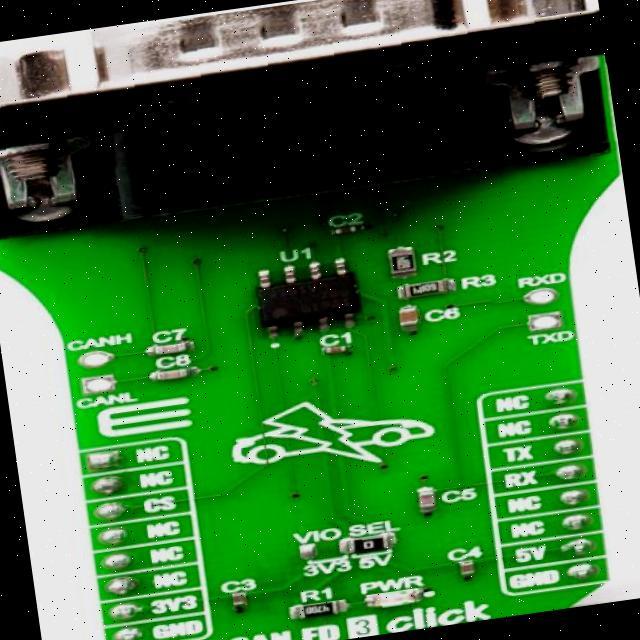 C2
U1
R2
R3
RXD
C6
TXD
CANH
C7
C8
CANL
C1
NC
NC
CS
NC
NC
NC
3V3
GND
NC
NC
TX
RX
NC
NC
5V
GND
C5
VIO SEL
0
3V3 5V
C4
C3
R1
PWR
CAN FD 3 click